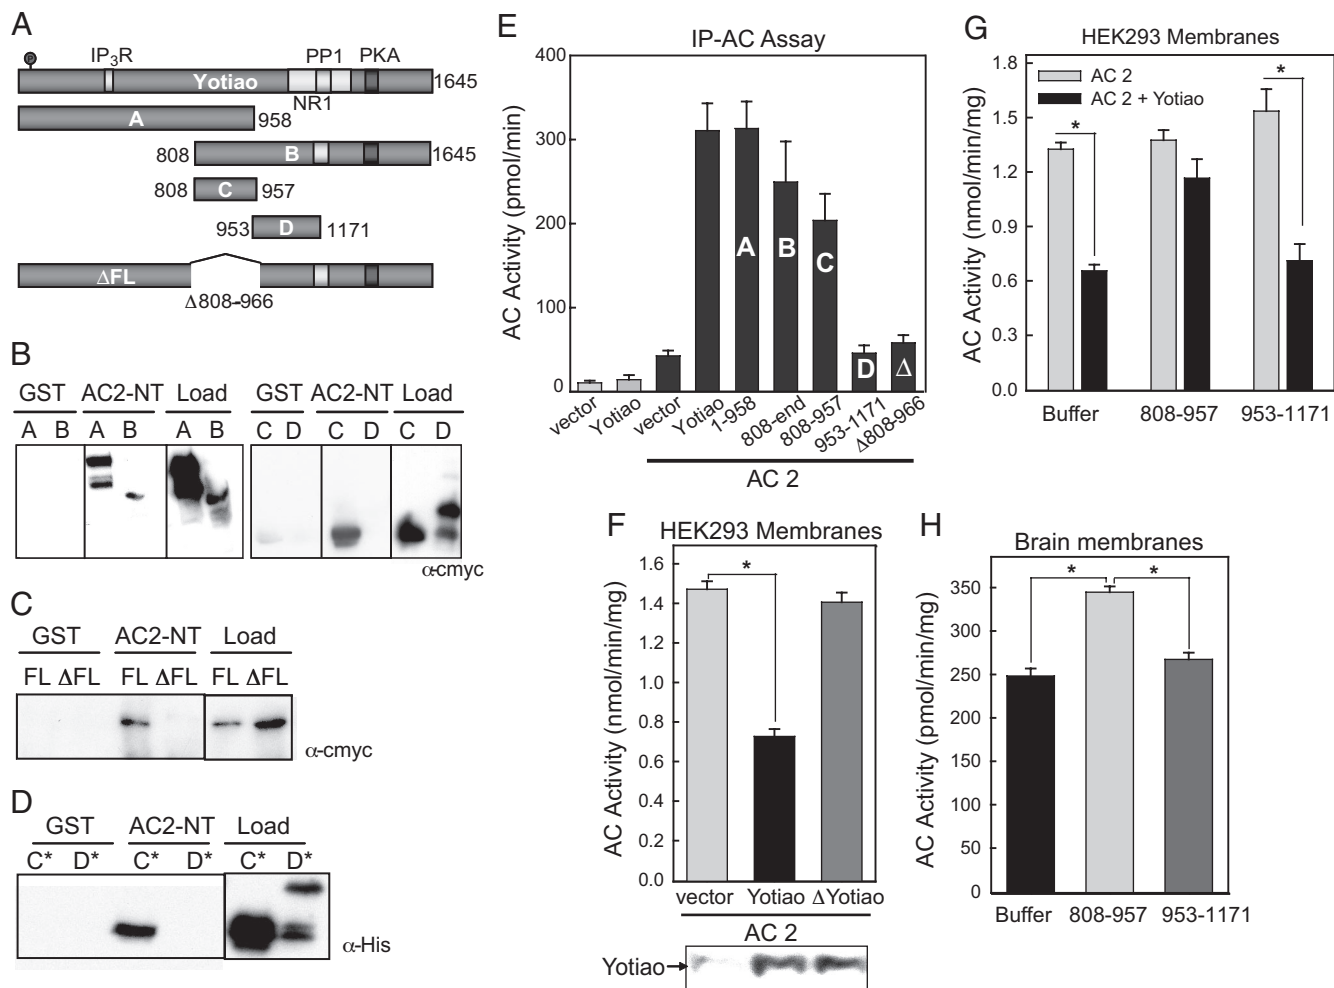 A
IP3R PP1 PKA
P
Yotiao 1645
NR1
A 958
808 B 1645
808 C 957
953 D 1171
ΔFL
Δ808-966
B
GST AC2-NT Load GST AC2-NT Load
A B A B A B C D C D C D
α-cmyc
C
GST AC2-NT Load
FL ΔFL FL ΔFL FL ΔFL
α-cmyc
D
GST AC2-NT Load
C* D* C* D* C* D*
α-His
E
IP-AC Assay
AC Activity (pmol/min)
400
300
200
100
0
A B C D Δ
vector Yotiao vector Yotiao 1-958 808-end 808-957 953-1171 Δ808-966
AC 2
F
HEK293 Membranes
AC Activity (nmol/min/mg)
1.6
1.4
1.2
1.0
0.8
0.6
0.4
0.2
0.0
*
vector Yotiao ΔYotiao
AC 2
Yotiao
G
HEK293 Membranes
AC Activity (nmol/min/mg)
1.8
1.5
1.2
0.9
0.6
0.3
0.0
AC 2
AC 2 + Yotiao
* *
Buffer 808-957 953-1171
H
Brain membranes
AC Activity (pmol/min/mg)
350
300
250
200
150
100
50
0
* *
Buffer 808-957 953-1171